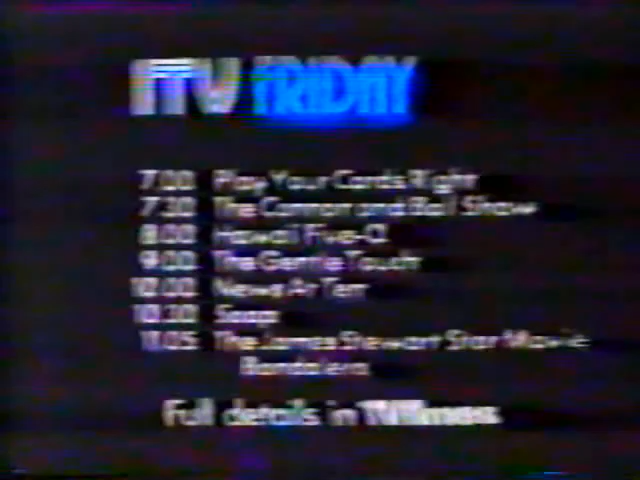 ITV FRIDAY
7.00 Play Your Cards Right
7.30 The Cannon and Ball Show
8.00 Hawaii Five-O
9.00 The Gentle Touch
10.00 News At Ten
10.30 Soap
11.05 The James Stewart Star Movie
Bandolero
Full details in TVTimes